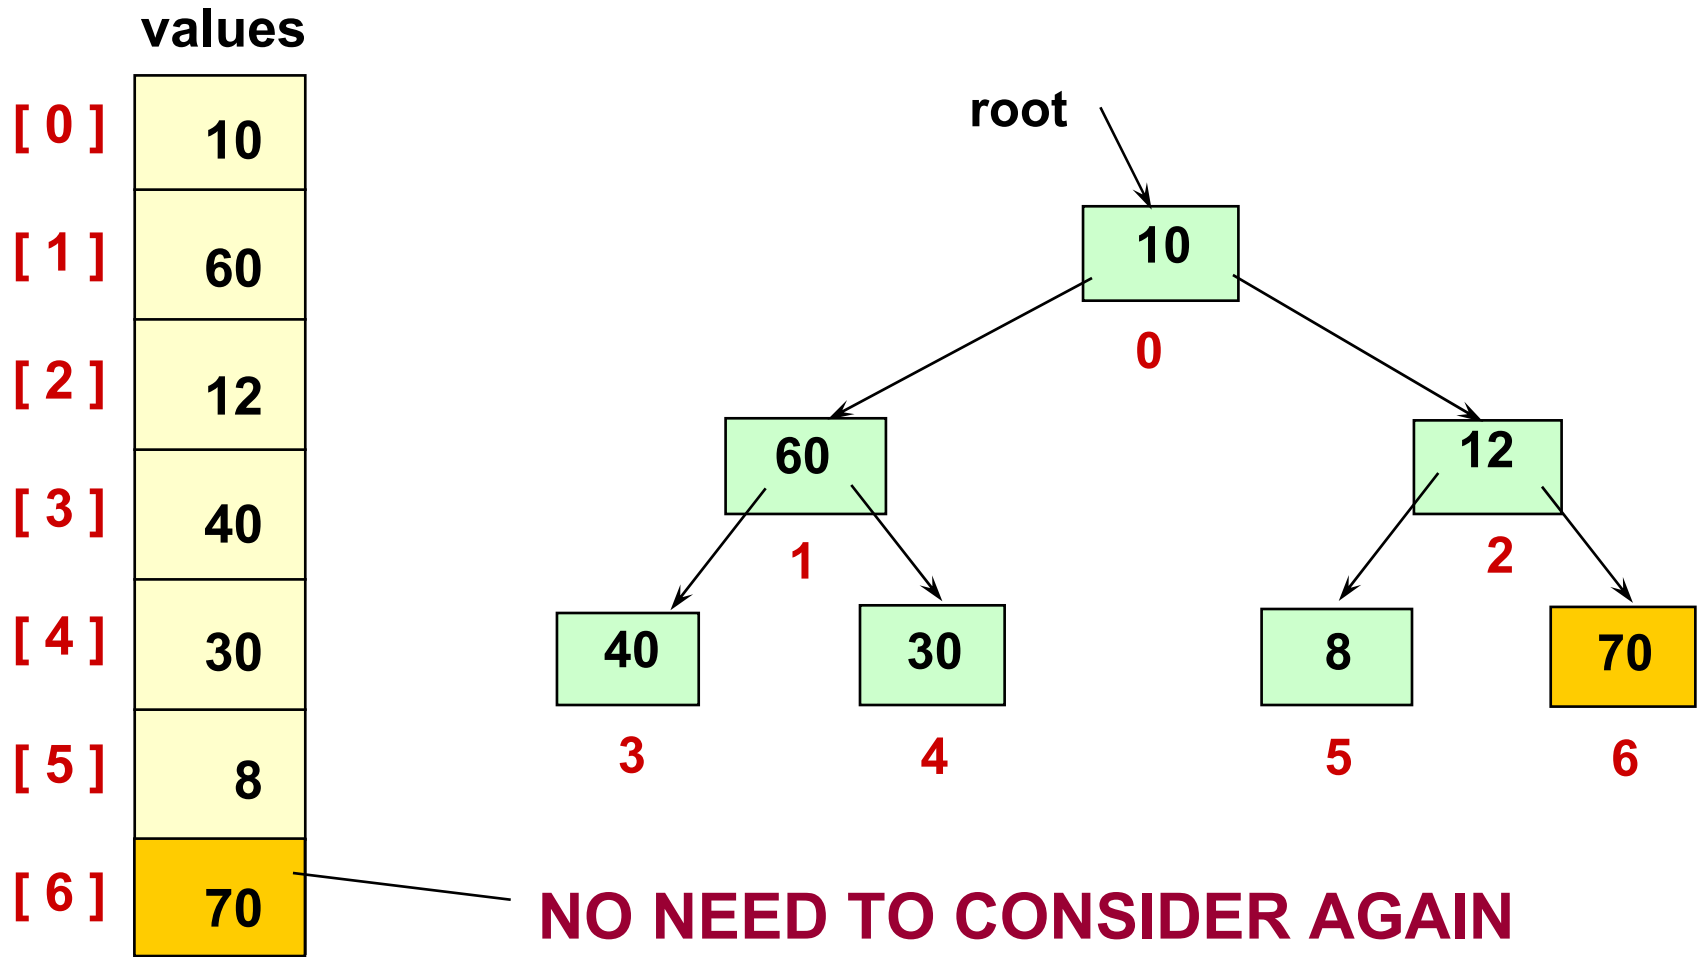 values
[ 0 ] 10
[ 1 ] 60
[ 2 ] 12
[ 3 ] 40
[ 4 ] 30
[ 5 ] 8
[ 6 ] 70
root
10
0
60 12
1 2
40 30 8 70
3 4 5 6
NO NEED TO CONSIDER AGAIN